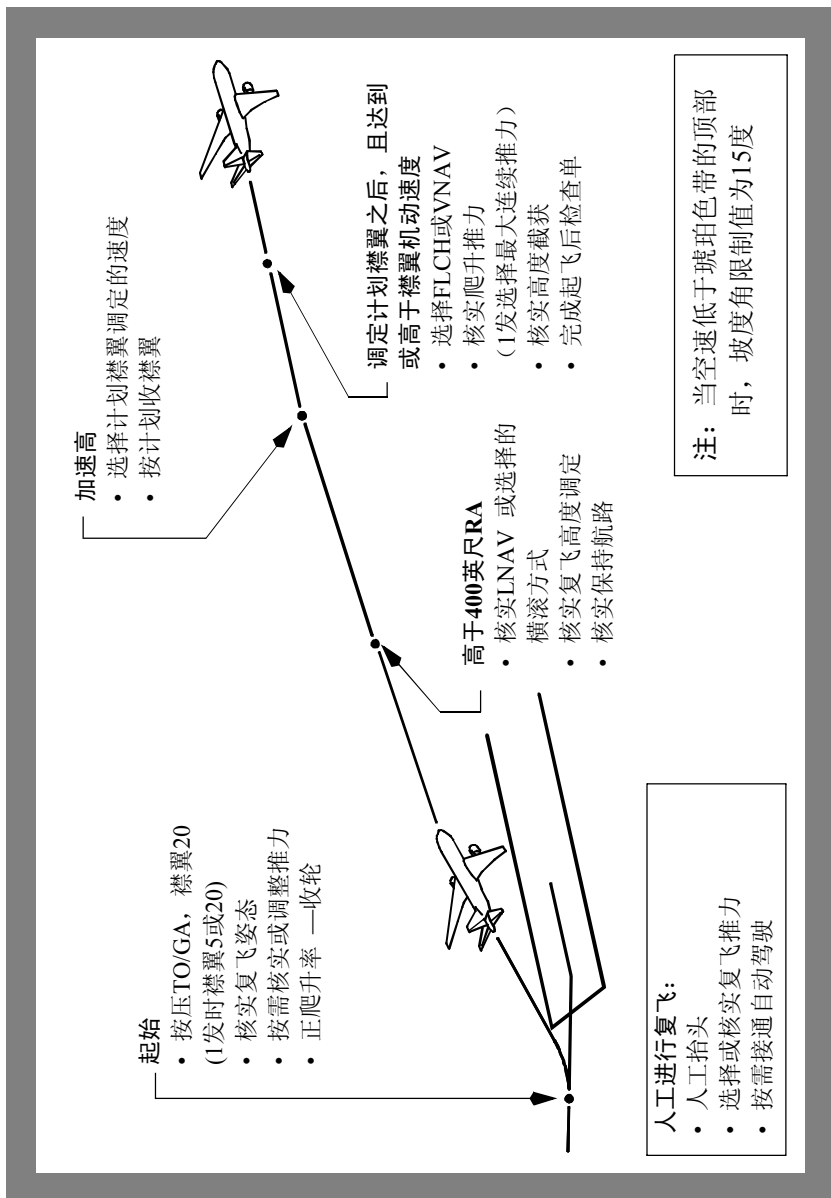 起始
• 按压TO/GA，襟翼20
(1发时襟翼5或20)
• 核实复飞姿态
• 按需核实或调整推力
• 正爬升率 —收轮
加速高
• 选择计划襟翼调定的速度
• 按计划收襟翼
高于400英尺RA
• 核实LNAV 或选择的
横滚方式
• 核实复飞高度调定
• 核实保持航路
调定计划襟翼之后，且达到
或高于襟翼机动速度
• 选择FLCH或VNAV
• 核实爬升推力
（1发选择最大连续推力）
• 核实高度截获
• 完成起飞后检查单
人工进行复飞：
• 人工抬头
• 选择或核实复飞推力
• 按需接通自动驾驶
注：当空速低于琥珀色带的顶部
时，坡度角限制值为15度